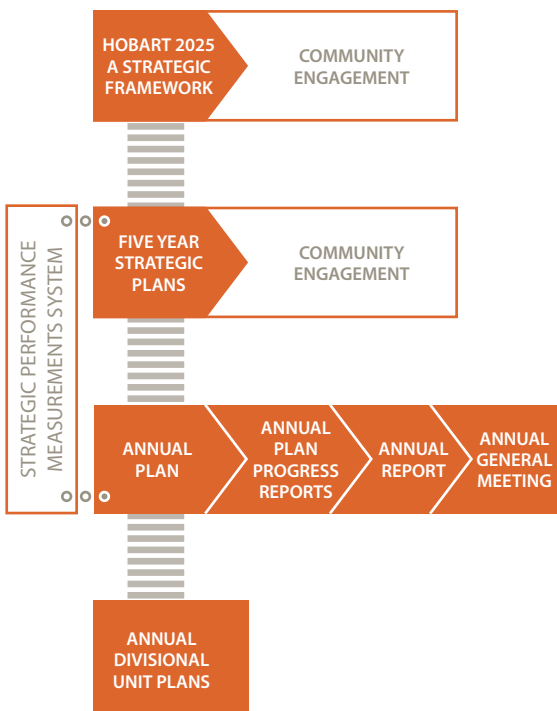 HOBART 2025
A STRATEGIC
FRAMEWORK
COMMUNITY
ENGAGEMENT
STRATEGIC PERFORMANCE
MEASUREMENTS SYSTEM
FIVE YEAR
STRATEGIC
PLANS
COMMUNITY
ENGAGEMENT
ANNUAL
PLAN
ANNUAL
PLAN
PROGRESS
REPORTS
ANNUAL
REPORT
ANNUAL
GENERAL
MEETING
ANNUAL
DIVISIONAL
UNIT PLANS